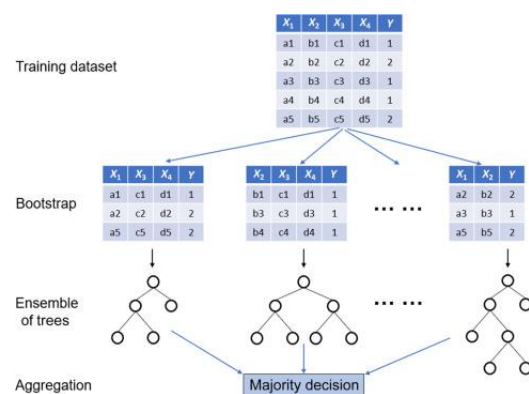 X1 X2 X3 X4 Y
a1 b1 c1 d1 1
Training dataset
a2 b2 c2 d2 2
a3 b3 c3 d3 1
a4 b4 c4 d4 1
a5 b5 c5 d5 2
X1 X3 X4 Y
a1 c1 d1 1
a2 c2 d2 2
a5 c5 d5 2
X2 X3 X4 Y
b1 c1 d1 1
b3 c3 d3 1
b4 c4 d4 1
X1 X2 Y
a2 b2 2
a3 b3 1
a5 b5 2
Bootstrap
... ...
Ensemble
of trees
... ...
Aggregation
Majority decision